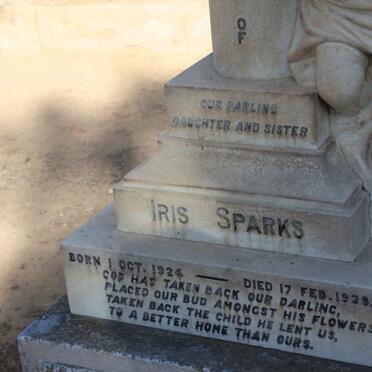 OF
OUR DARLING
DAUGHTER AND SISTER
IRIS SPARKS
BORN 1 OCT. 1924 — DIED 17 FEB. 1938.
GOD HAS TAKEN BACK OUR DARLING,
PLACED OUR BUD AMONGST HIS FLOWERS
TAKEN BACK THE CHILD HE LENT US,
TO A BETTER HOME THAN OURS.